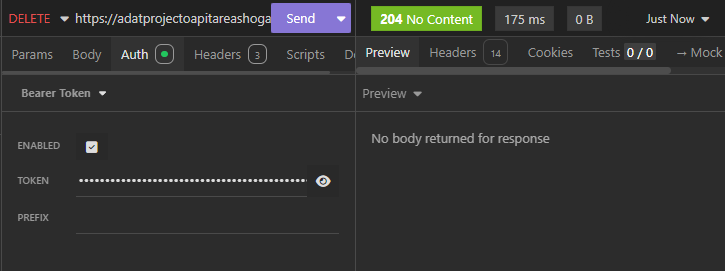 DELETE https://adatprojectoapitareashoga Send 204 No Content 175 ms 0 B Just Now
Params Body Auth Headers 3 Scripts Do Preview Headers 14 Cookies Tests 0 / 0 → Mock
Bearer Token Preview
ENABLED No body returned for response
TOKEN ••••••••••••••••••••••••••••••••••••••••••••
PREFIX